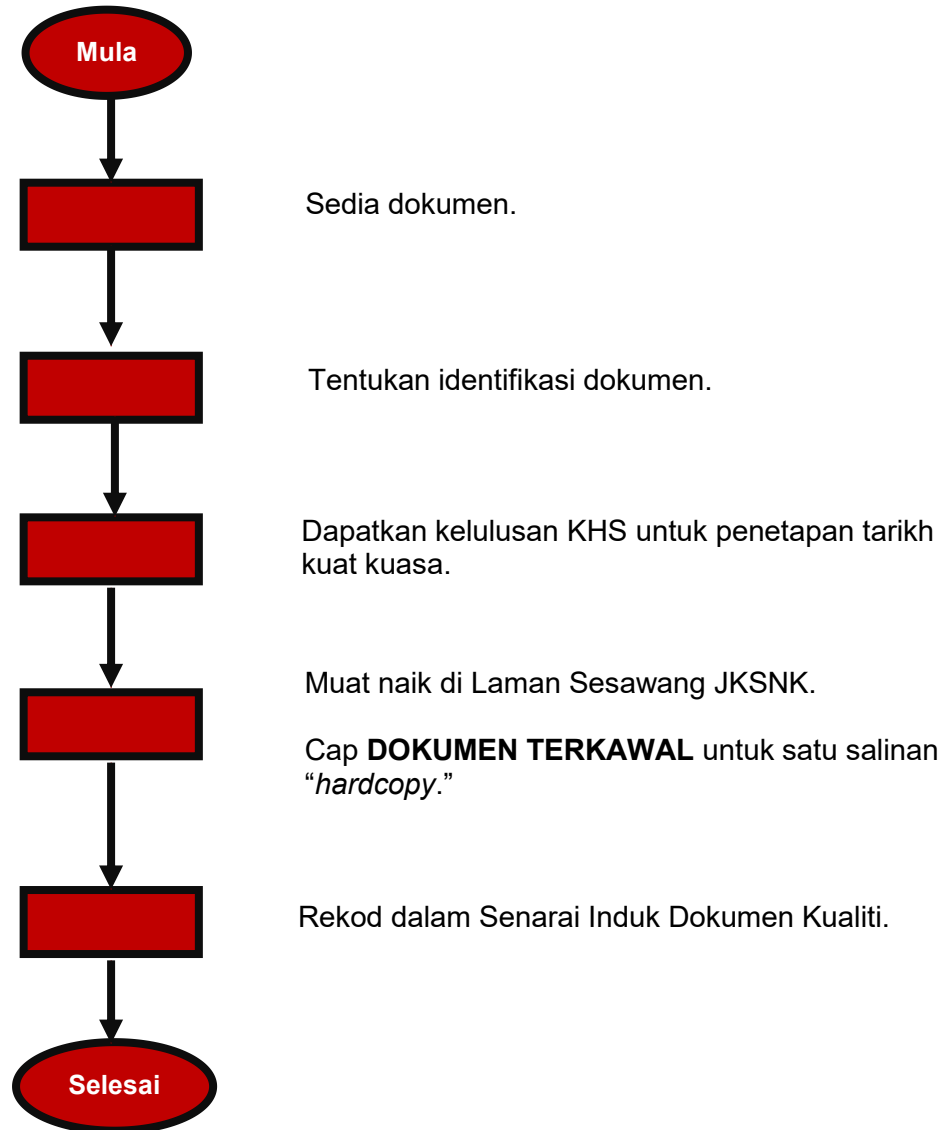 Mula
Sedia dokumen.
Tentukan identifikasi dokumen.
Dapatkan kelulusan KHS untuk penetapan tarikh
kuat kuasa.
Muat naik di Laman Sesawang JKSNK.
Cap DOKUMEN TERKAWAL untuk satu salinan
“hardcopy.”
Rekod dalam Senarai Induk Dokumen Kualiti.
Selesai